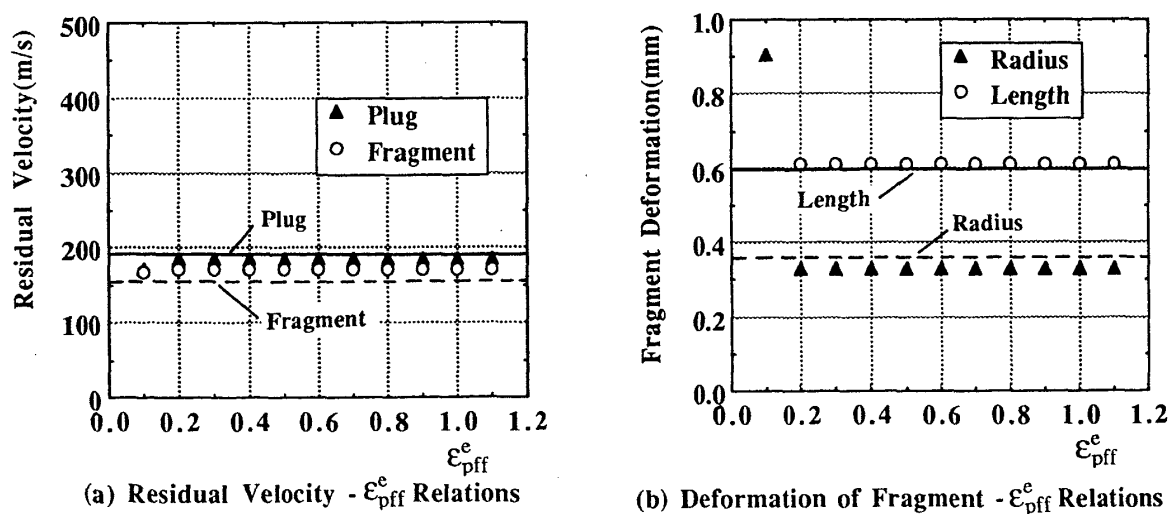 500
400
300
200
100
0
Residual Velocity(m/s)
▲ Plug
○ Fragment
Plug
Fragment
0.0 0.2 0.4 0.6 0.8 1.0 1.2
ε^e_pff
(a) Residual Velocity - ε^e_pff Relations
1.0
0.8
0.6
0.4
0.2
0.0
Fragment Deformation(mm)
▲ Radius
○ Length
Length
Radius
0.0 0.2 0.4 0.6 0.8 1.0 1.2
ε^e_pff
(b) Deformation of Fragment - ε^e_pff Relations